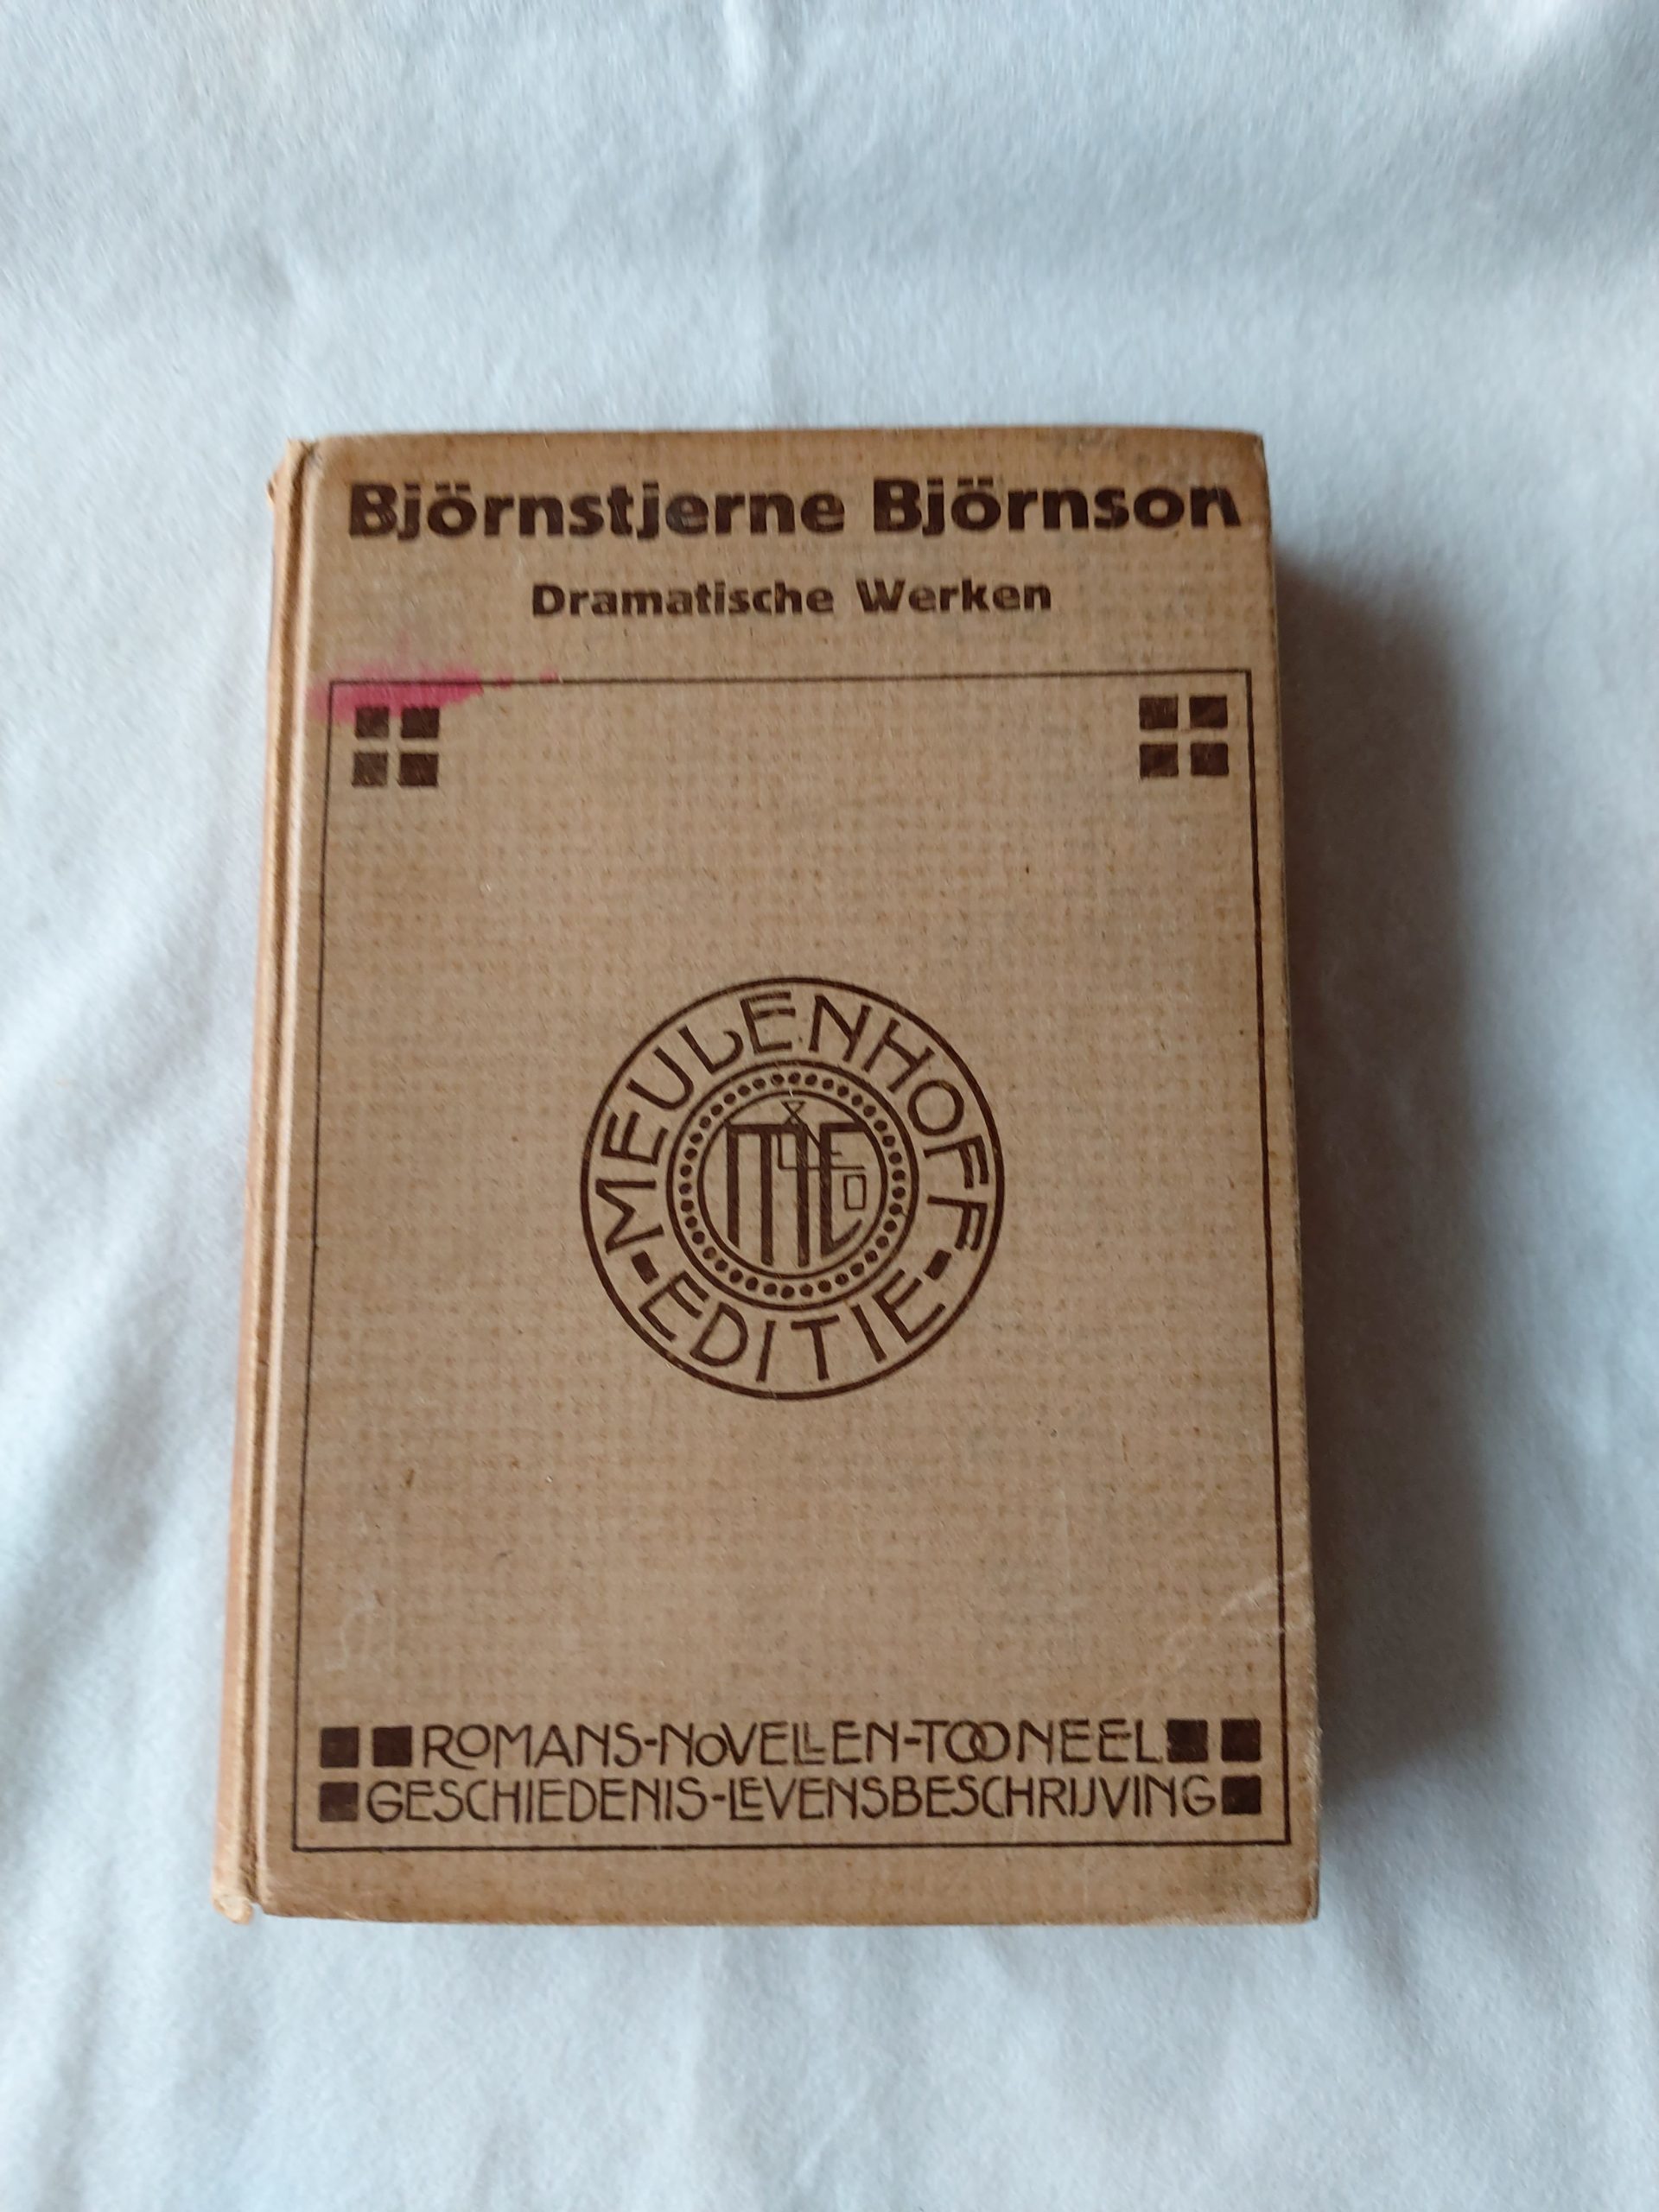 Björnstjerne Björnson
Dramatische Werken
MEULENHOFF
EDITIE
ROMANS-NOVELLEN-TOONEEL
GESCHIEDENIS-LEVENSBESCHRIJVING